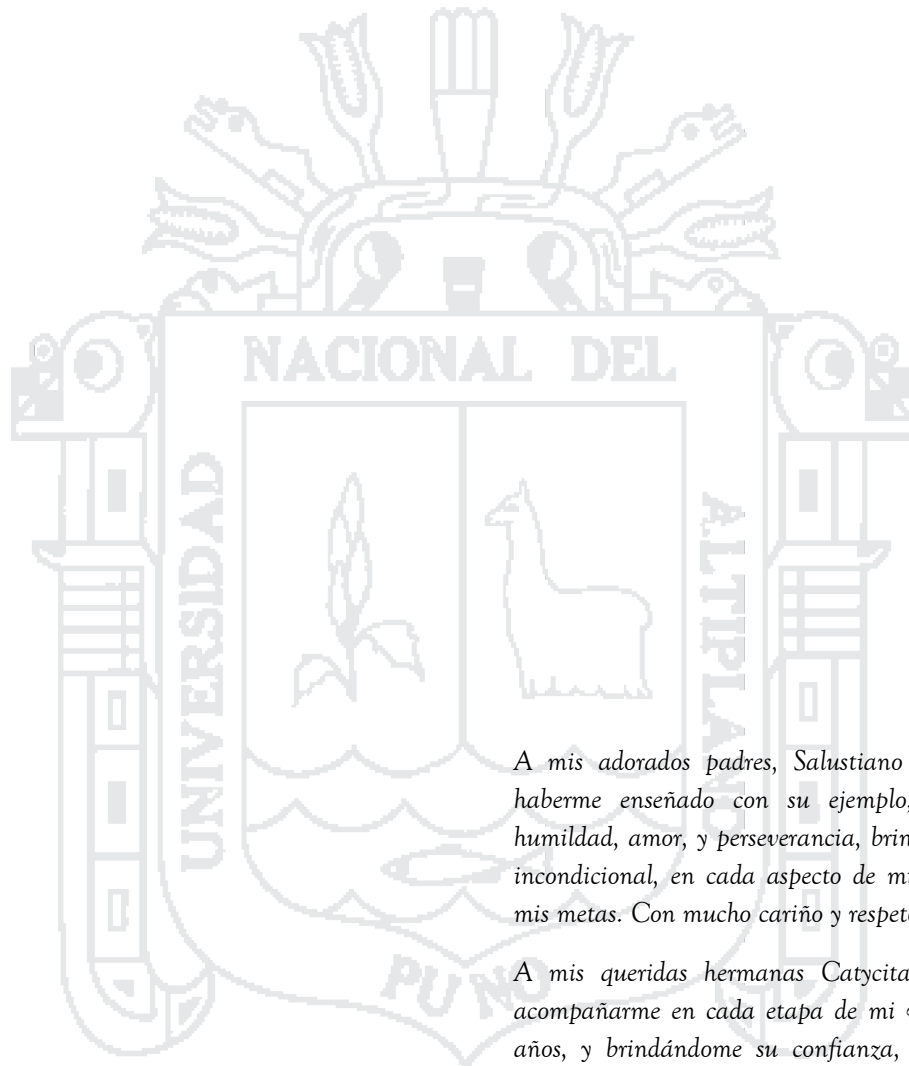 NACIONAL DEL
UNIVERSIDAD
ALTIPLANO
PUNO
A mis adorados padres, Salustiano
haberme enseñado con su ejemplo,
humildad, amor, y perseverancia, brin
incondicional, en cada aspecto de mi
mis metas. Con mucho cariño y respeto
A mis queridas hermanas Catycita
acompañarme en cada etapa de mi
años, y brindándome su confianza,